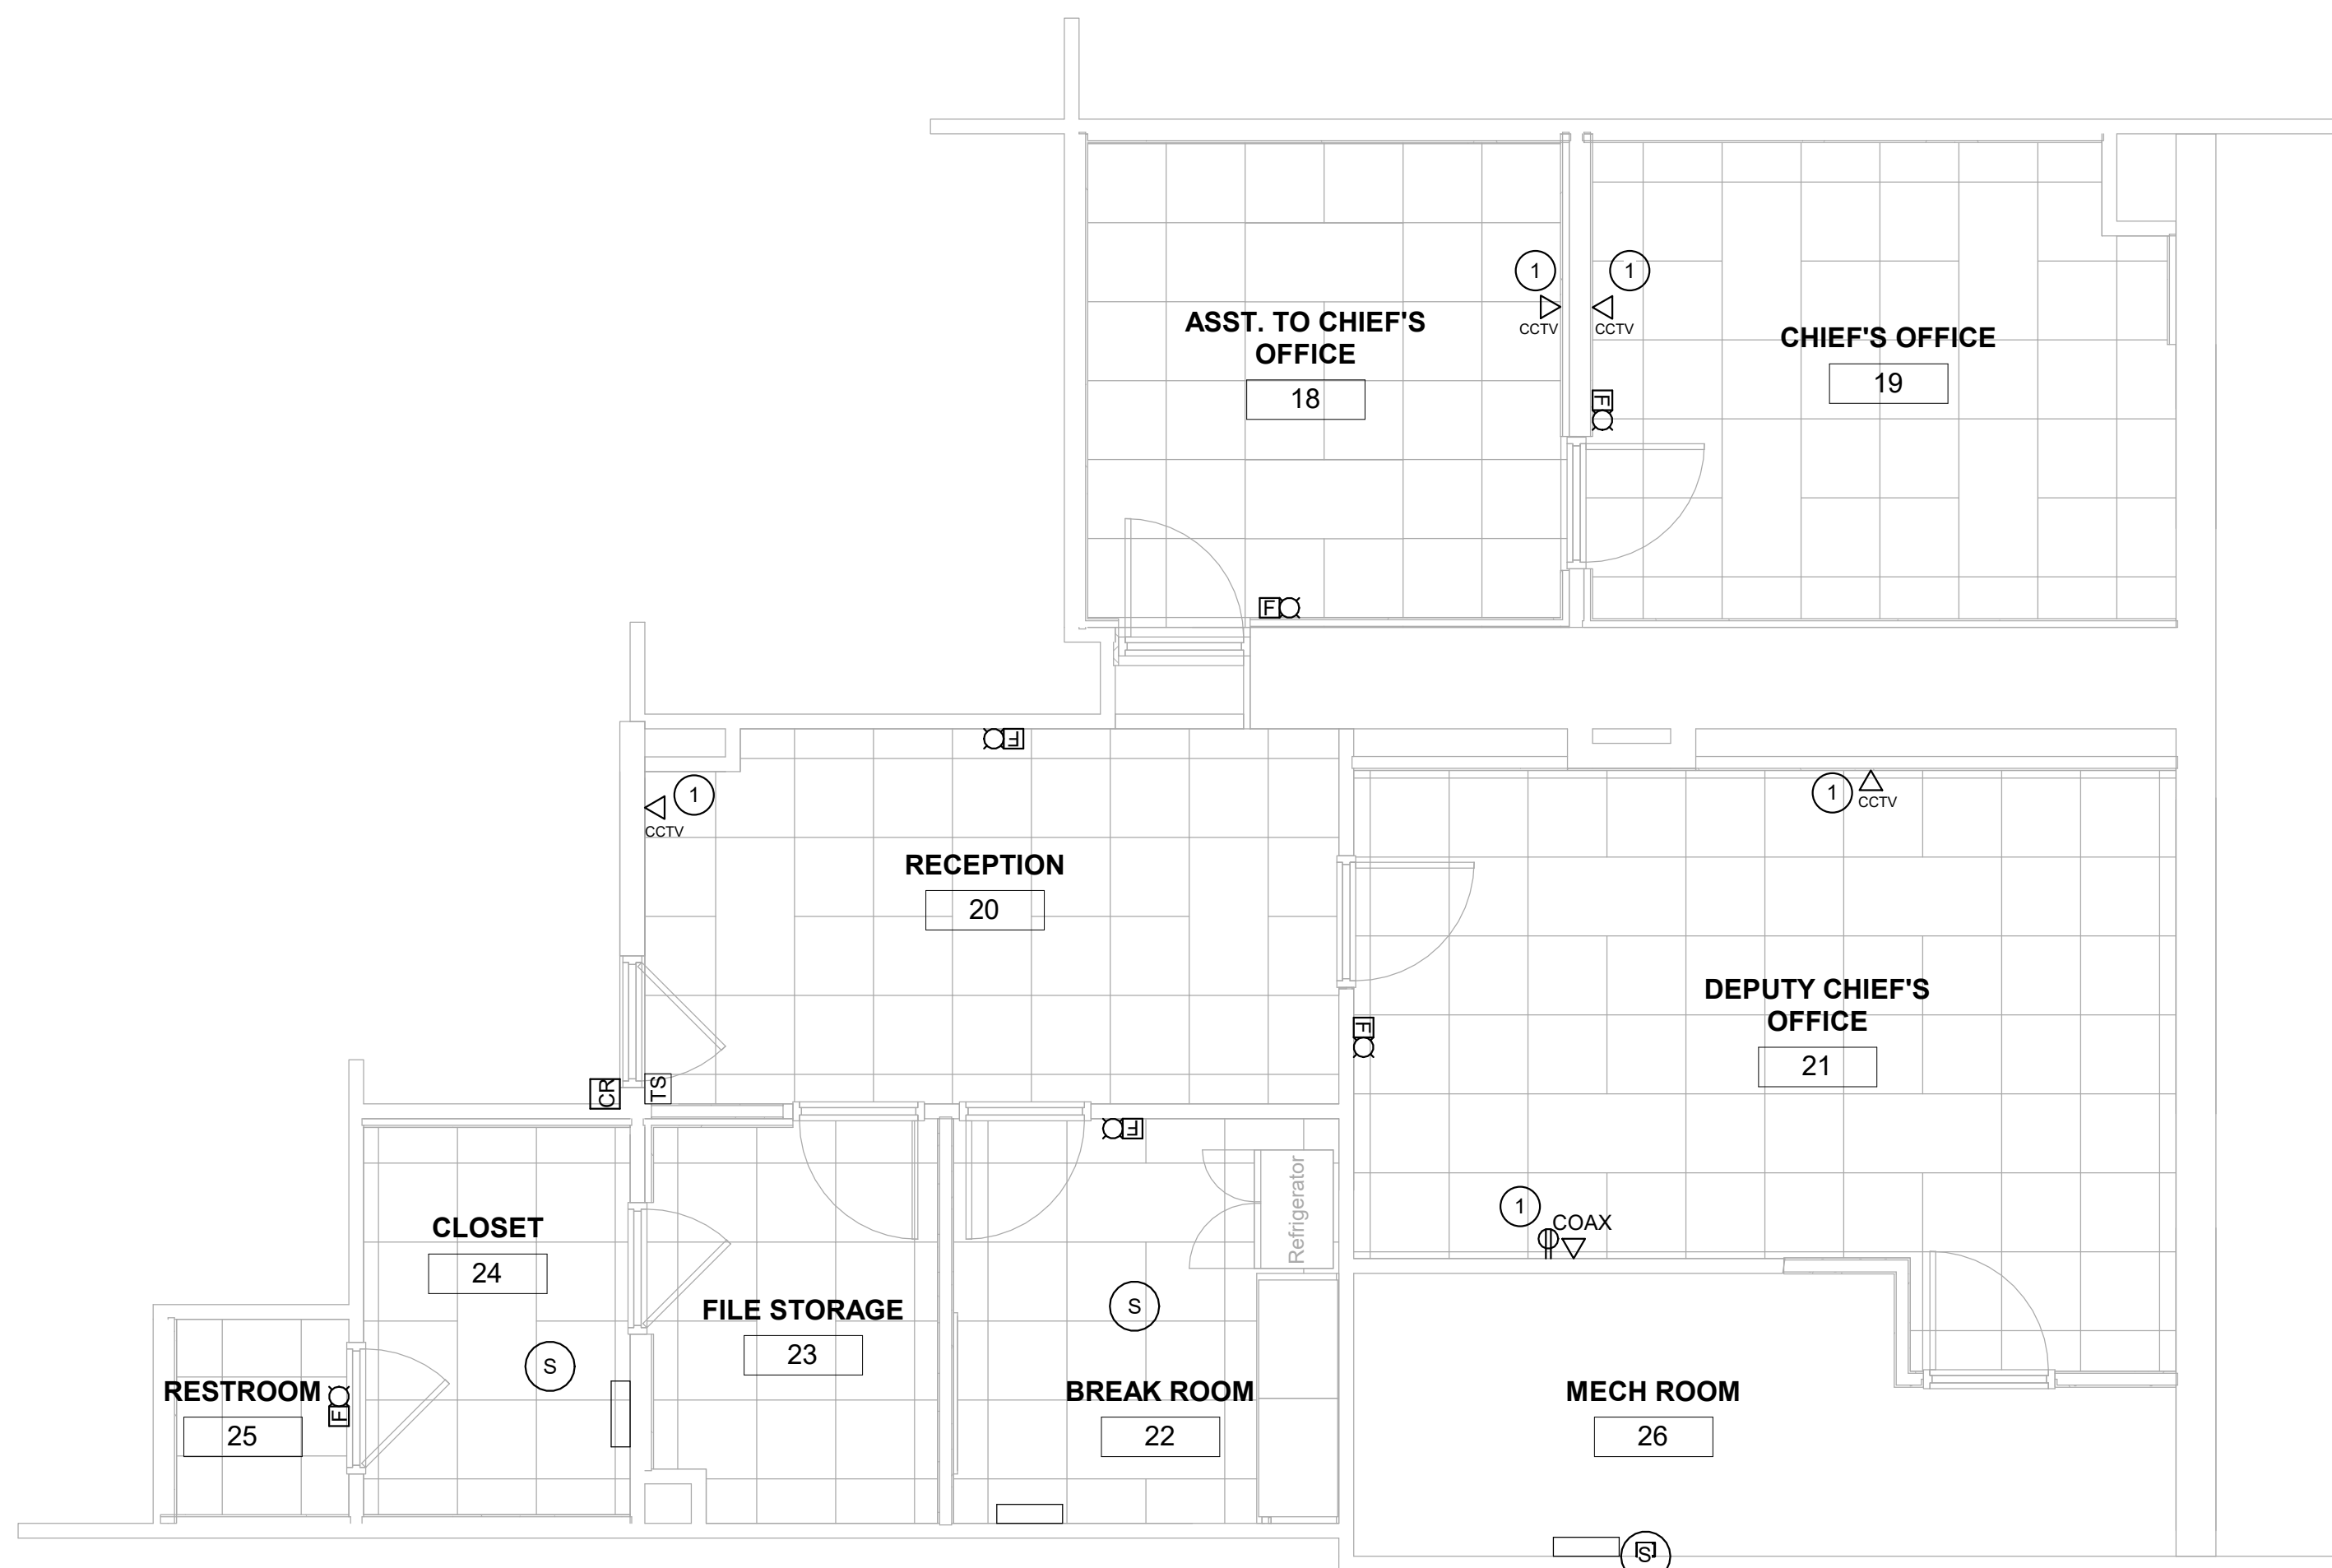 1
1
CCTV
CCTV
ASST. TO CHIEF'S
OFFICE
18
CHIEF'S OFFICE
19
F
F
F
1
CCTV
1
CCTV
RECEPTION
20
DEPUTY CHIEF'S
OFFICE
21
F
CR
TS
F
Refrigerator
1
COAX
CLOSET
24
S
FILE STORAGE
23
S
BREAK ROOM
22
RESTROOM
25
F
MECH ROOM
26
S